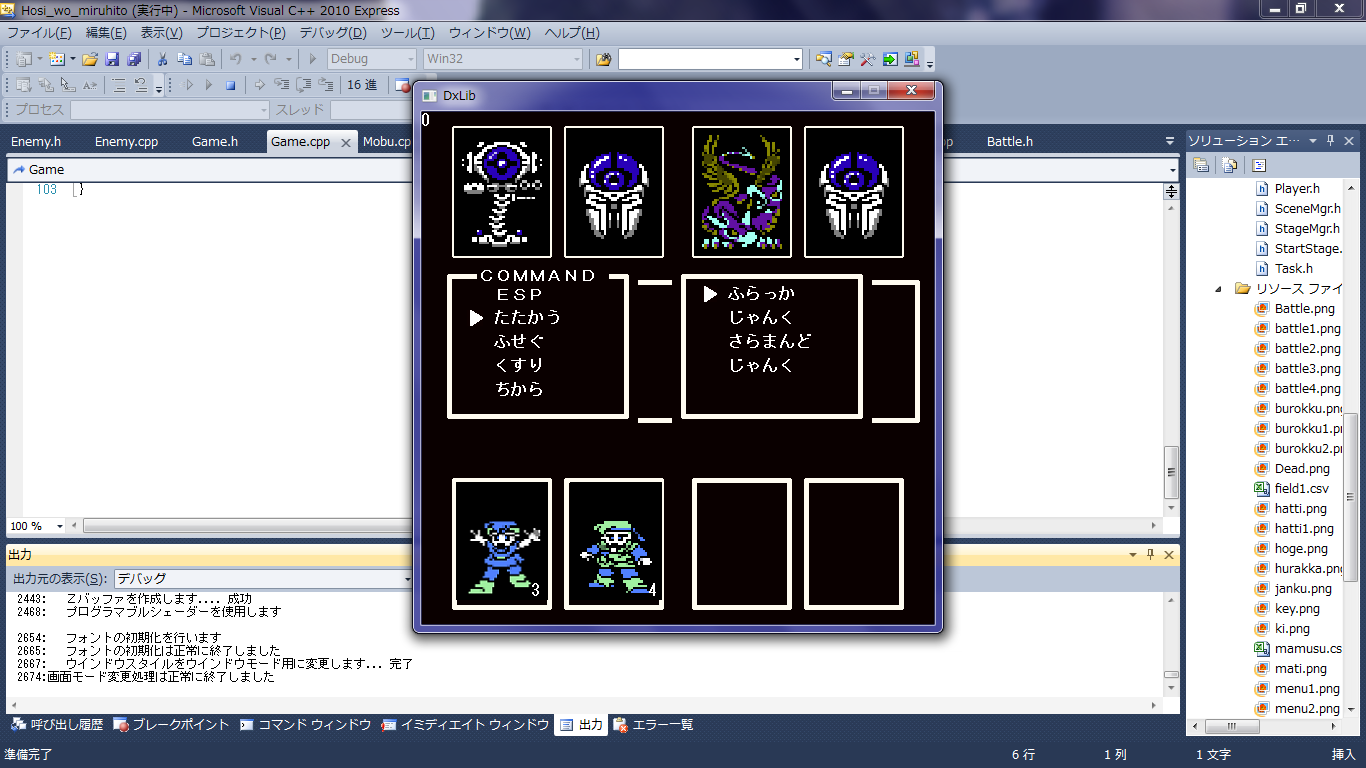 Hosi_wo_miruhito (実行中) - Microsoft Visual C++ 2010 Express
ファイル(F) 編集(E) 表示(V) プロジェクト(P) デバッグ(D) ツール(T) ウィンドウ(W) ヘルプ(H)
Debug Win32
16 進
プロセス スレッド
Enemy.h Enemy.cpp Game.h Game.cpp Mobu.cp Battle.h
Game
103 }
100 %
DxLib
0
COMMAND
ESP
たたかう
ふせぐ
くすり
ちから
ふらっか
じゃんく
さらまんど
じゃんく
3
4
ソリューション エ…
Player.h
SceneMgr.h
StageMgr.h
StartStage.
Task.h
リソース ファイ
Battle.png
battle1.png
battle2.png
battle3.png
battle4.png
burokku.pn
burokku1.p
burokku2.p
Dead.png
field1.csv
hatti.png
hatti1.png
hoge.png
hurakka.pn
janku.png
key.png
ki.png
mamusu.cs
mati.png
menu1.png
menu2.png
出力
出力元の表示(S): デバッグ
2443: Zバッファを作成します.... 成功
2468: プログラマブルシェーダーを使用します
2654: フォントの初期化を行います
2665: フォントの初期化は正常に終了しました
2667: ウインドウスタイルをウインドウモード用に変更します... 完了
2674:画面モード変更処理は正常に終了しました
呼び出し履歴 ブレークポイント コマンド ウィンドウ イミディエイト ウィンドウ 出力 エラー一覧
準備完了 6 行 1 列 1 文字 挿入